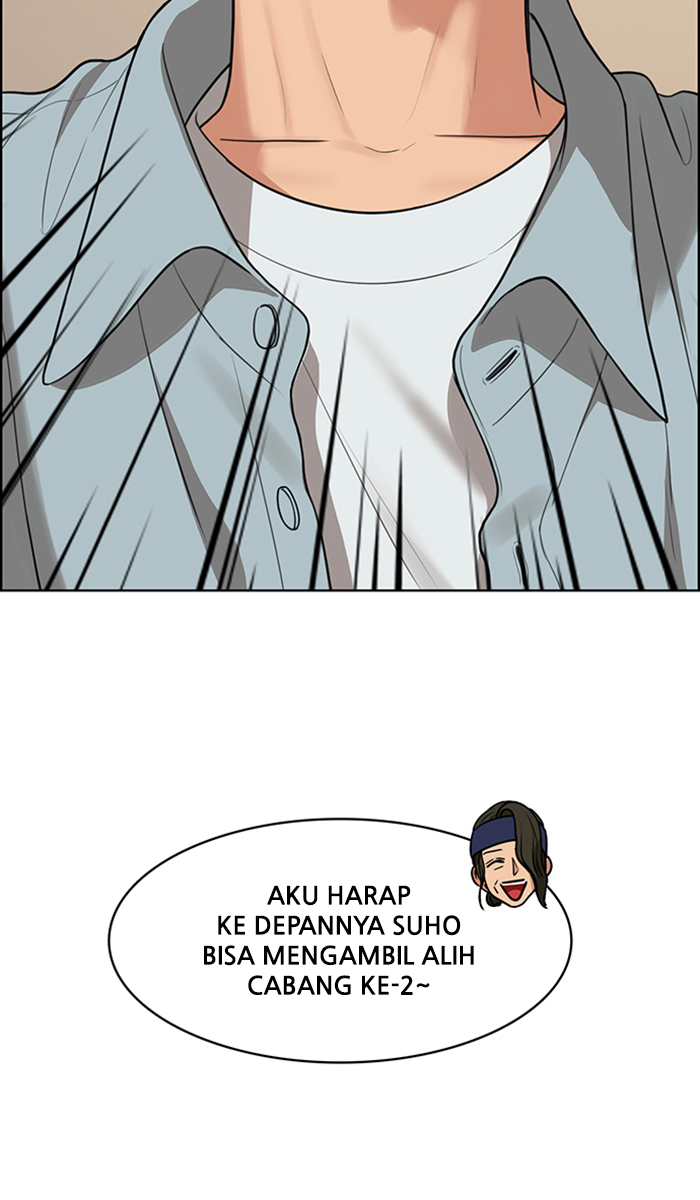 AKU HARAP
KE DEPANNYA SUHO
BISA MENGAMBIL ALIH
CABANG KE-2~